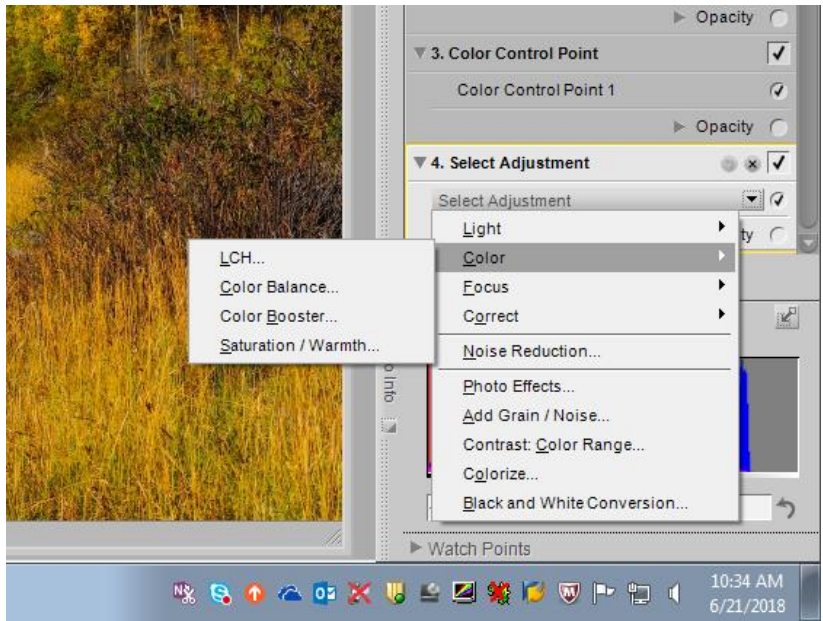 Opacity
3. Color Control Point
Color Control Point 1
Opacity
4. Select Adjustment
Select Adjustment
ty
Light
Color
Focus
Correct
Noise Reduction...
Photo Effects...
Add Grain / Noise...
Contrast: Color Range...
Colorize...
Black and White Conversion...
LCH...
Color Balance...
Color Booster...
Saturation / Warmth...
o Info
Watch Points
10:34 AM
6/21/2018